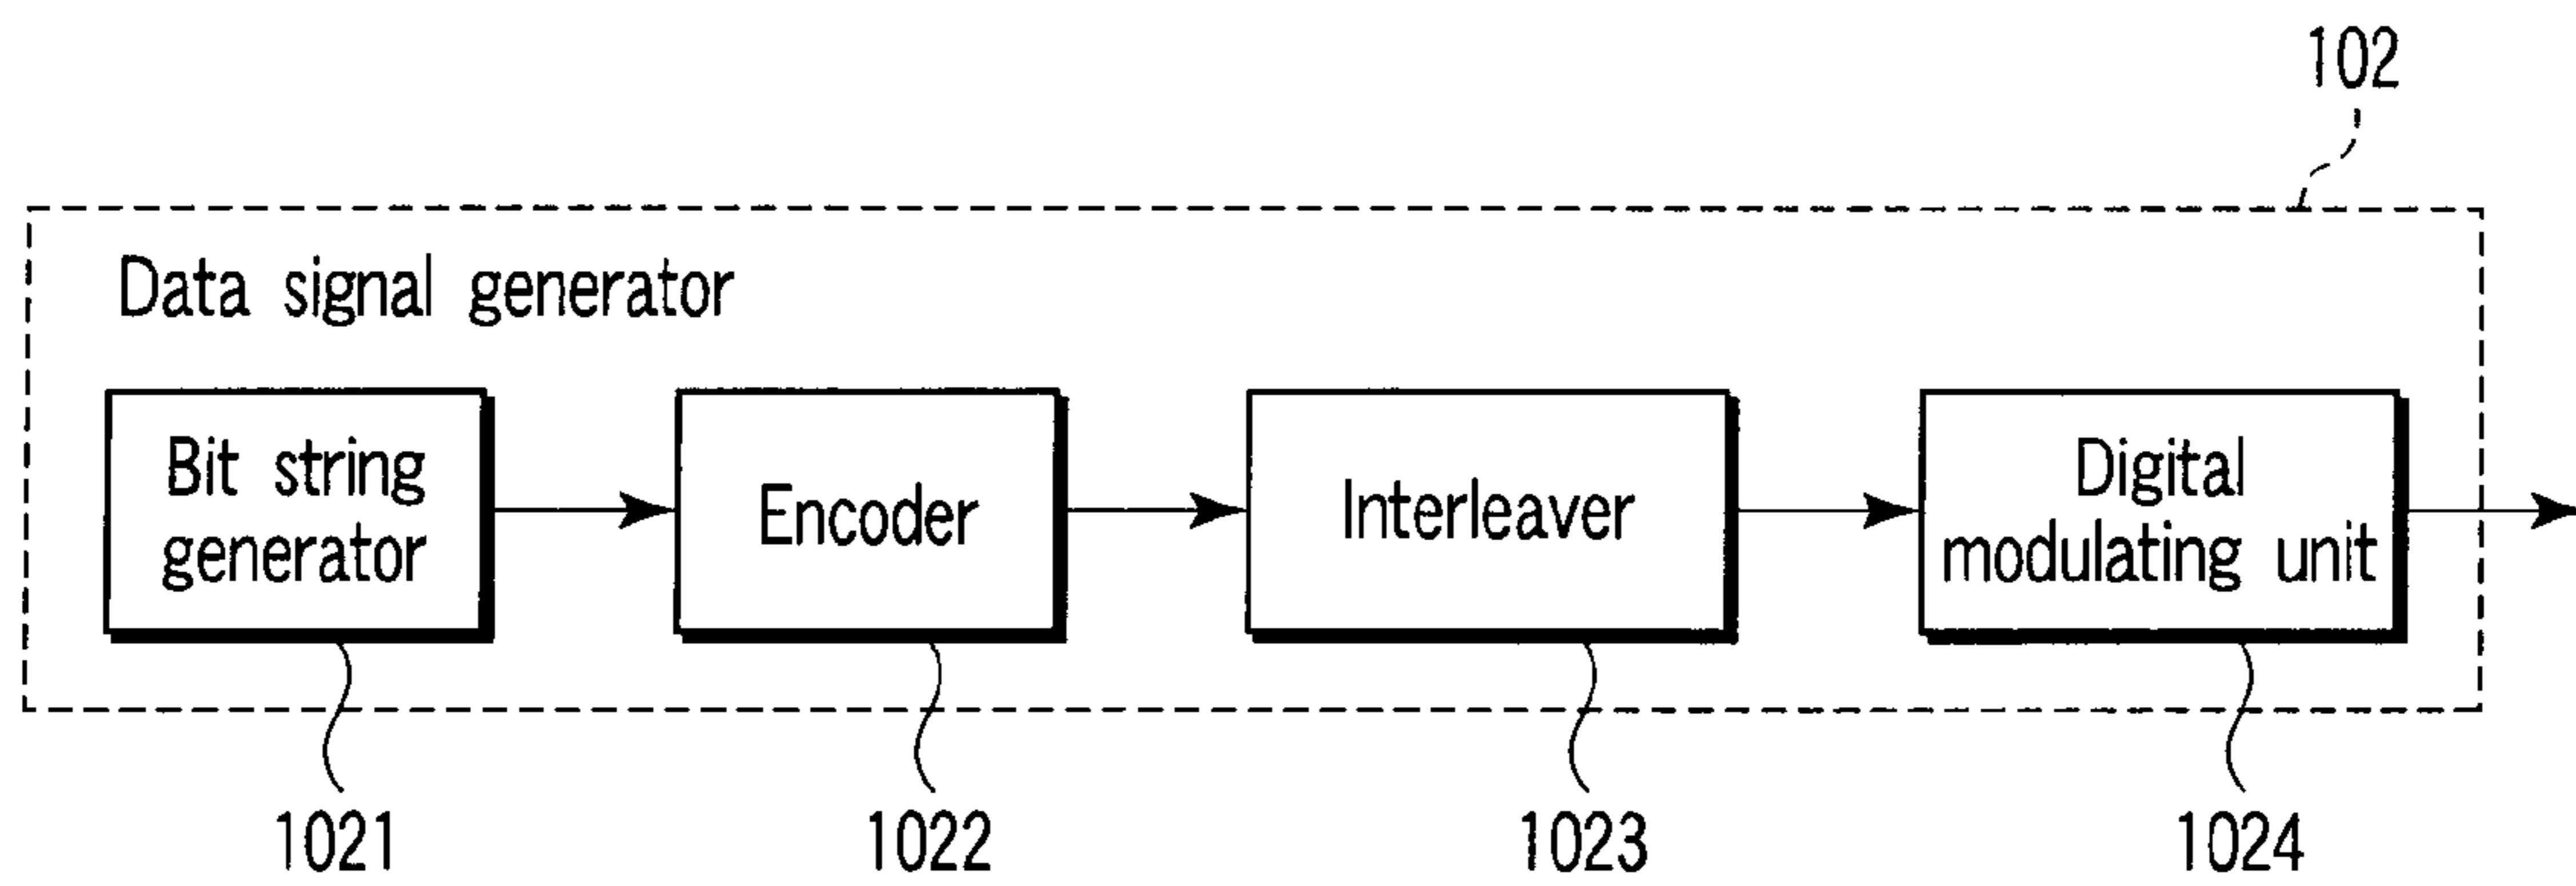 102
Data signal generator
Bit string
generator
Encoder
Interleaver
Digital
modulating unit
1021
1022
1023
1024